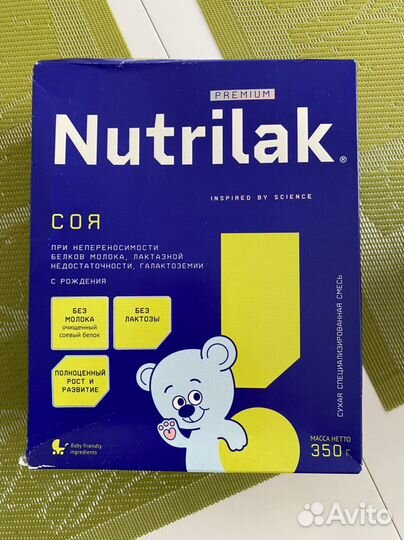 PREMIUM
Nutrilak®
INSPIRED BY SCIENCE
СОЯ
ПРИ НЕПЕРЕНОСИМОСТИ
БЕЛКОВ МОЛОКА, ЛАКТАЗНОЙ
НЕДОСТАТОЧНОСТИ, ГАЛАКТОЗЕМИИ
С РОЖДЕНИЯ
БЕЗ
МОЛОКА
очищенный
соевый белок
БЕЗ
ЛАКТОЗЫ
ПОЛНОЦЕННЫЙ
РОСТ И
РАЗВИТИЕ
СУХАЯ СПЕЦИАЛИЗИРОВАННАЯ СМЕСЬ
Baby friendly
ingredients
МАССА НЕТТО
350 г
Avito